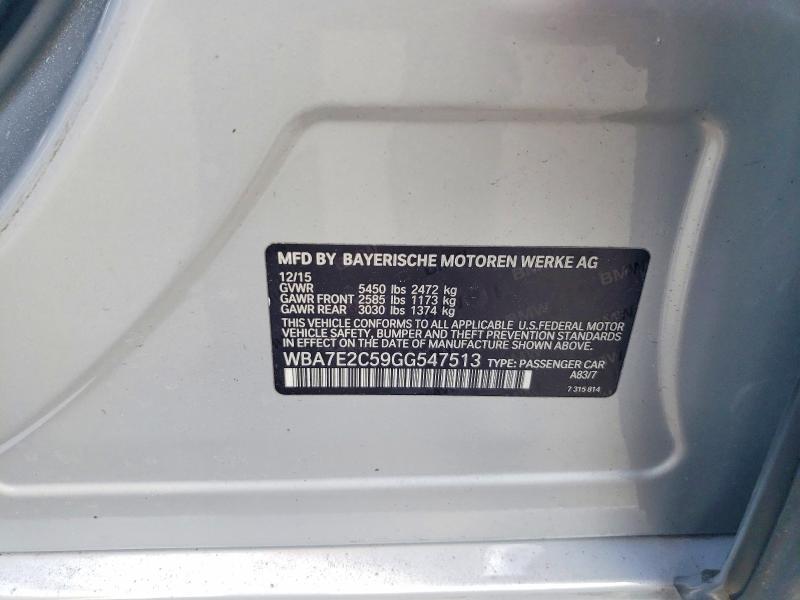 MFD BY BAYERISCHE MOTOREN WERKE AG
12/15
GVWR 5450 lbs 2472 kg
GAWR FRONT 2585 lbs 1173 kg
GAWR REAR 3030 lbs 1374 kg
THIS VEHICLE CONFORMS TO ALL APPLICABLE U.S.FEDERAL MOTOR
VEHICLE SAFETY, BUMPER AND THEFT PREVENTION STANDARDS
IN EFFECT ON THE DATE OF MANUFACTURE SHOWN ABOVE.
WBA7E2C59GG547513 TYPE: PASSENGER CAR
A83/7
7 315 814
BMW